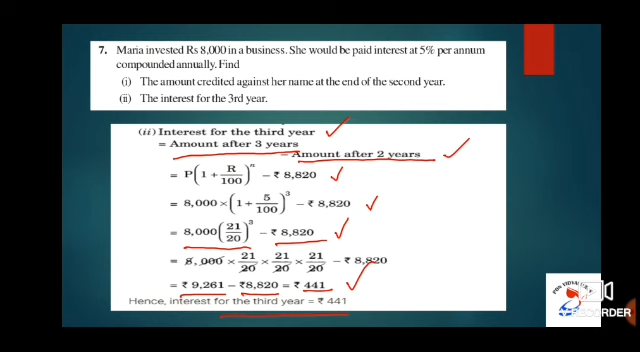 7. Maria invested Rs 8,000 in a business. She would be paid interest at 5% per annum
compounded annually. Find
(i) The amount credited against her name at the end of the second year.
(ii) The interest for the 3rd year.
(ii) Interest for the third year
= Amount after 3 years
− Amount after 2 years
= P(1 + R/100)^n − ₹ 8,820
= 8,000 × (1 + 5/100)^3 − ₹ 8,820
= 8,000(21/20)^3 − ₹ 8,820
= 8,000 × 21/20 × 21/20 × 21/20 − ₹ 8,820
= ₹ 9,261 − ₹8,820 = ₹ 441
Hence, interest for the third year = ₹ 441
RECORDER